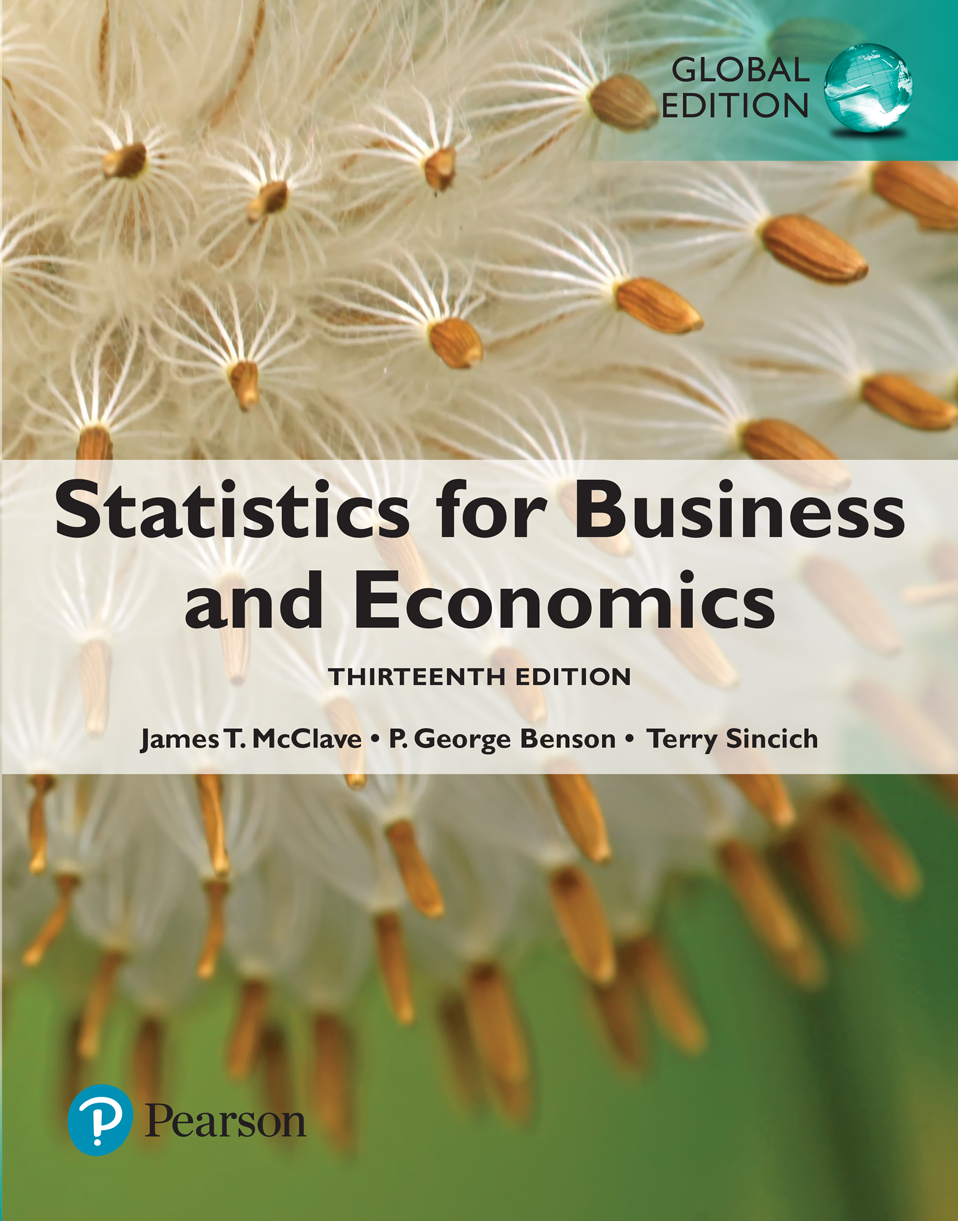 GLOBAL
EDITION
Statistics for Business
and Economics
THIRTEENTH EDITION
James T. McClave • P. George Benson • Terry Sincich
Pearson